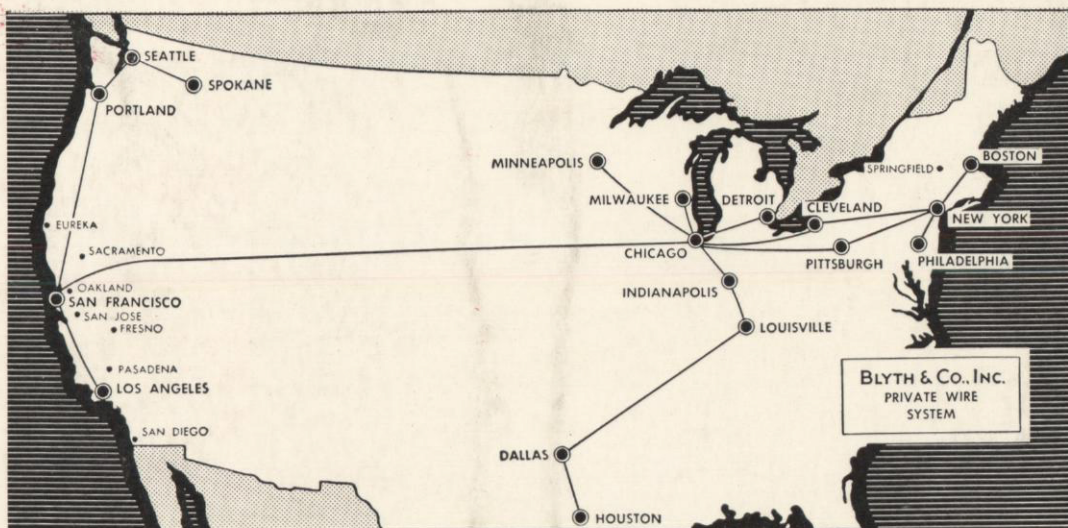 SEATTLE
SPOKANE
PORTLAND
MINNEAPOLIS
BOSTON
SPRINGFIELD
MILWAUKEE
DETROIT
CLEVELAND
NEW YORK
EUREKA
SACRAMENTO
CHICAGO
PITTSBURGH
PHILADELPHIA
OAKLAND
SAN FRANCISCO
SAN JOSE
FRESNO
INDIANAPOLIS
LOUISVILLE
PASADENA
LOS ANGELES
BLYTH & CO., INC.
PRIVATE WIRE
SYSTEM
SAN DIEGO
DALLAS
HOUSTON